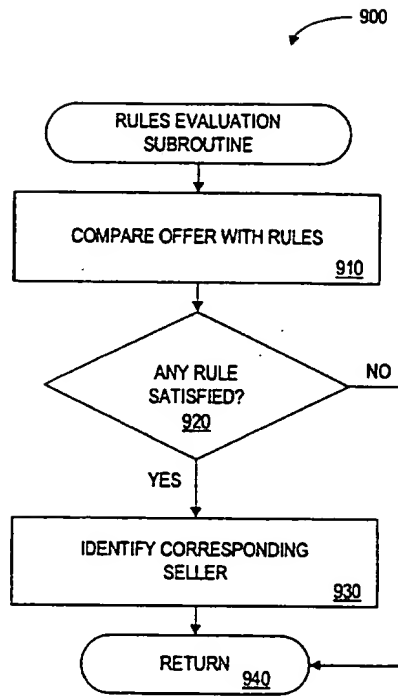 900
RULES EVALUATION
SUBROUTINE
COMPARE OFFER WITH RULES
910
ANY RULE
SATISFIED?
920
NO
YES
IDENTIFY CORRESPONDING
SELLER
930
RETURN
940